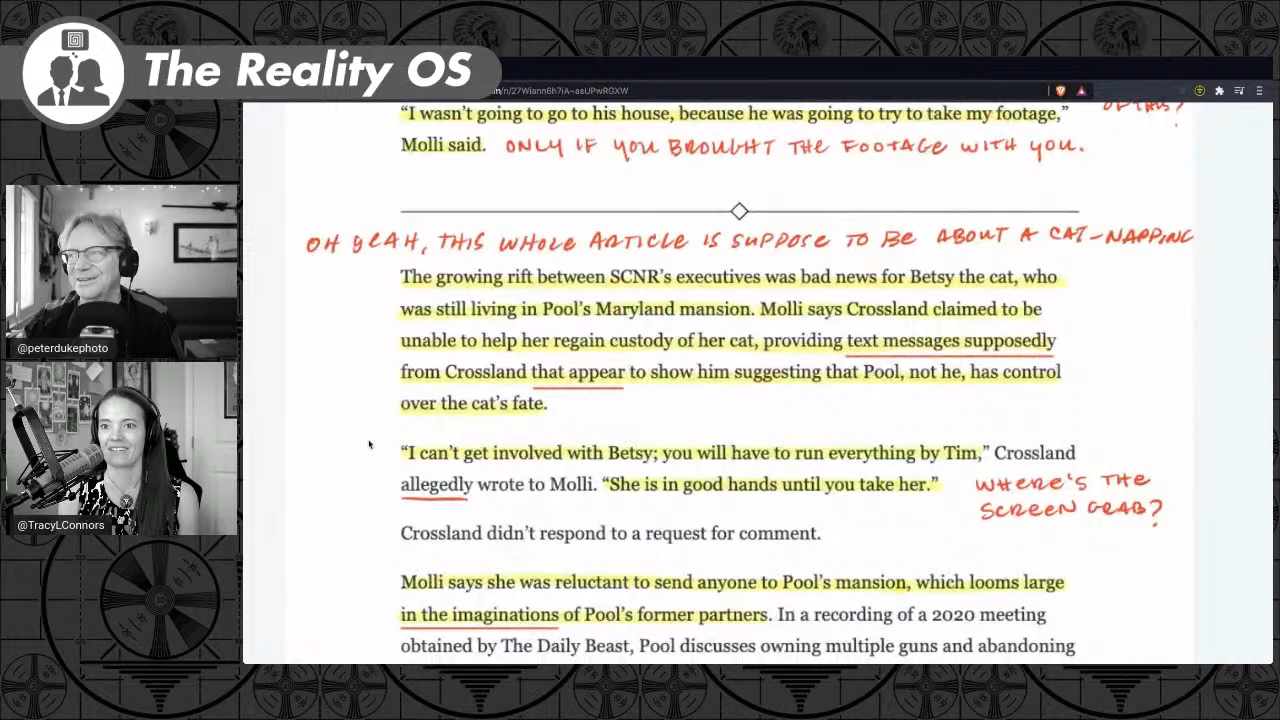 The Reality OS
n/27Wiann6h7iA-asUPwRGXW
OF THIS?
“I wasn’t going to go to his house, because he was going to try to take my footage,”
Molli said. ONLY IF YOU BROUGHT THE FOOTAGE WITH YOU.
OH YEAH, THIS WHOLE ARTICLE IS SUPPOSE TO BE ABOUT A CAT-NAPPING
The growing rift between SCNR’s executives was bad news for Betsy the cat, who
was still living in Pool’s Maryland mansion. Molli says Crossland claimed to be
unable to help her regain custody of her cat, providing text messages supposedly
from Crossland that appear to show him suggesting that Pool, not he, has control
over the cat’s fate.
“I can’t get involved with Betsy; you will have to run everything by Tim,” Crossland
allegedly wrote to Molli. “She is in good hands until you take her.”
WHERE'S THE
SCREEN GRAB?
Crossland didn’t respond to a request for comment.
Molli says she was reluctant to send anyone to Pool’s mansion, which looms large
in the imaginations of Pool’s former partners. In a recording of a 2020 meeting
obtained by The Daily Beast, Pool discusses owning multiple guns and abandoning
@peterdukephoto
@TracyLConnors